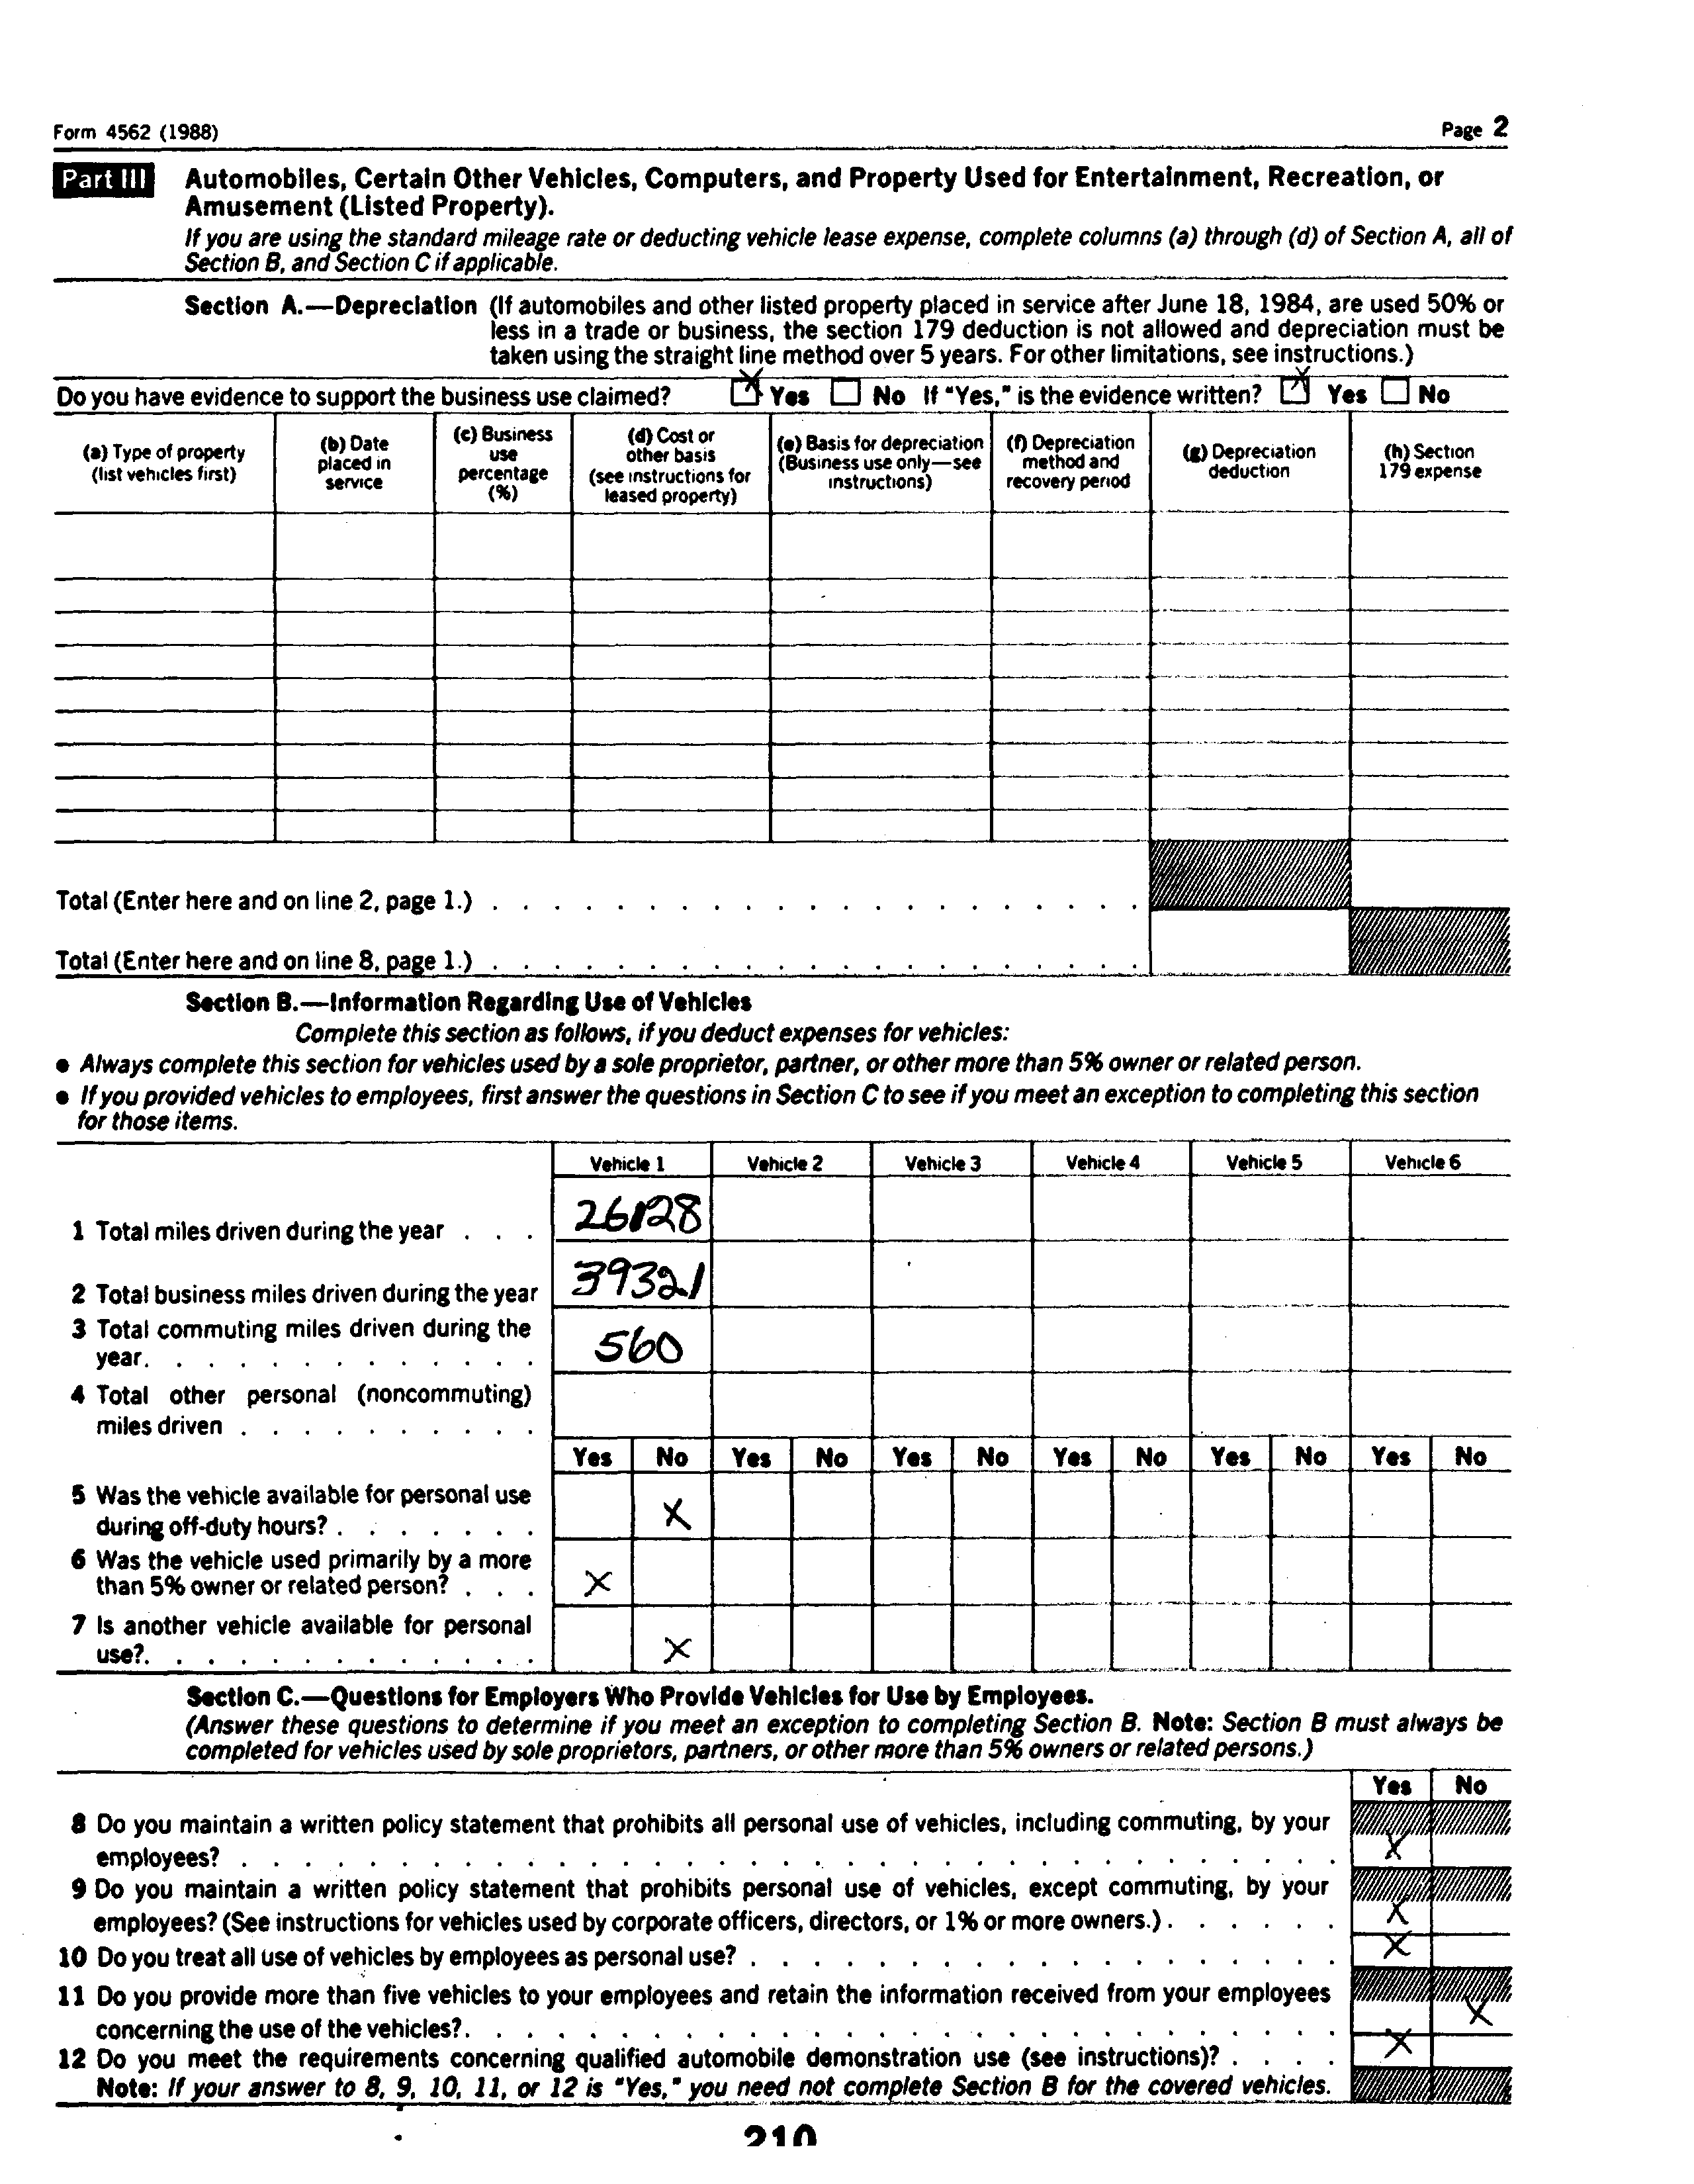 Form 4562 (1988) Page 2
Part III Automobiles, Certain Other Vehicles, Computers, and Property Used for Entertainment, Recreation, or
Amusement (Listed Property).
If you are using the standard mileage rate or deducting vehicle lease expense, complete columns (a) through (d) of Section A, all of
Section B, and Section C if applicable.
Section A.—Depreciation (If automobiles and other listed property placed in service after June 18, 1984, are used 50% or
less in a trade or business, the section 179 deduction is not allowed and depreciation must be
taken using the straight line method over 5 years. For other limitations, see instructions.)
Do you have evidence to support the business use claimed? X Yes No If "Yes," is the evidence written? X Yes No
(a) Type of property
(list vehicles first)
(b) Date
placed in
service
(c) Business
use
percentage
(%)
(d) Cost or
other basis
(see instructions for
leased property)
(e) Basis for depreciation
(Business use only—see
instructions)
(f) Depreciation
method and
recovery period
(g) Depreciation
deduction
(h) Section
179 expense
Total (Enter here and on line 2, page 1.) . . . . . . . . . . . . . . . . . . . . .
Total (Enter here and on line 8, page 1.) . . . . . . . . . . . . . . . . . . . . .
Section B.—Information Regarding Use of Vehicles
Complete this section as follows, if you deduct expenses for vehicles:
● Always complete this section for vehicles used by a sole proprietor, partner, or other more than 5% owner or related person.
● If you provided vehicles to employees, first answer the questions in Section C to see if you meet an exception to completing this section
for those items.
Vehicle 1 Vehicle 2 Vehicle 3 Vehicle 4 Vehicle 5 Vehicle 6
1 Total miles driven during the year . . . 26128
2 Total business miles driven during the year 39321
3 Total commuting miles driven during the
year. . . . . . . . . . . . . 560
4 Total other personal (noncommuting)
miles driven . . . . . . . . . .
Yes No Yes No Yes No Yes No Yes No Yes No
5 Was the vehicle available for personal use
during off-duty hours? . . . . . . . X
6 Was the vehicle used primarily by a more
than 5% owner or related person? . . . X
7 Is another vehicle available for personal
use?. . . . . . . . . . . . . X
Section C.—Questions for Employers Who Provide Vehicles for Use by Employees.
(Answer these questions to determine if you meet an exception to completing Section B. Note: Section B must always be
completed for vehicles used by sole proprietors, partners, or other more than 5% owners or related persons.)
Yes No
8 Do you maintain a written policy statement that prohibits all personal use of vehicles, including commuting, by your
employees? . . . . . . . . . . . . . . . . . . . . . . . . . . . . . . . . . . . X
9 Do you maintain a written policy statement that prohibits personal use of vehicles, except commuting, by your
employees? (See instructions for vehicles used by corporate officers, directors, or 1% or more owners.) . . . . . . X
10 Do you treat all use of vehicles by employees as personal use? . . . . . . . . . . . . . . . . . . . X
11 Do you provide more than five vehicles to your employees and retain the information received from your employees
concerning the use of the vehicles?. . . . . . . . . . . . . . . . . . . . . . . . . . . . X
12 Do you meet the requirements concerning qualified automobile demonstration use (see instructions)? . . . . X
Note: If your answer to 8, 9, 10, 11, or 12 is "Yes," you need not complete Section B for the covered vehicles.
210